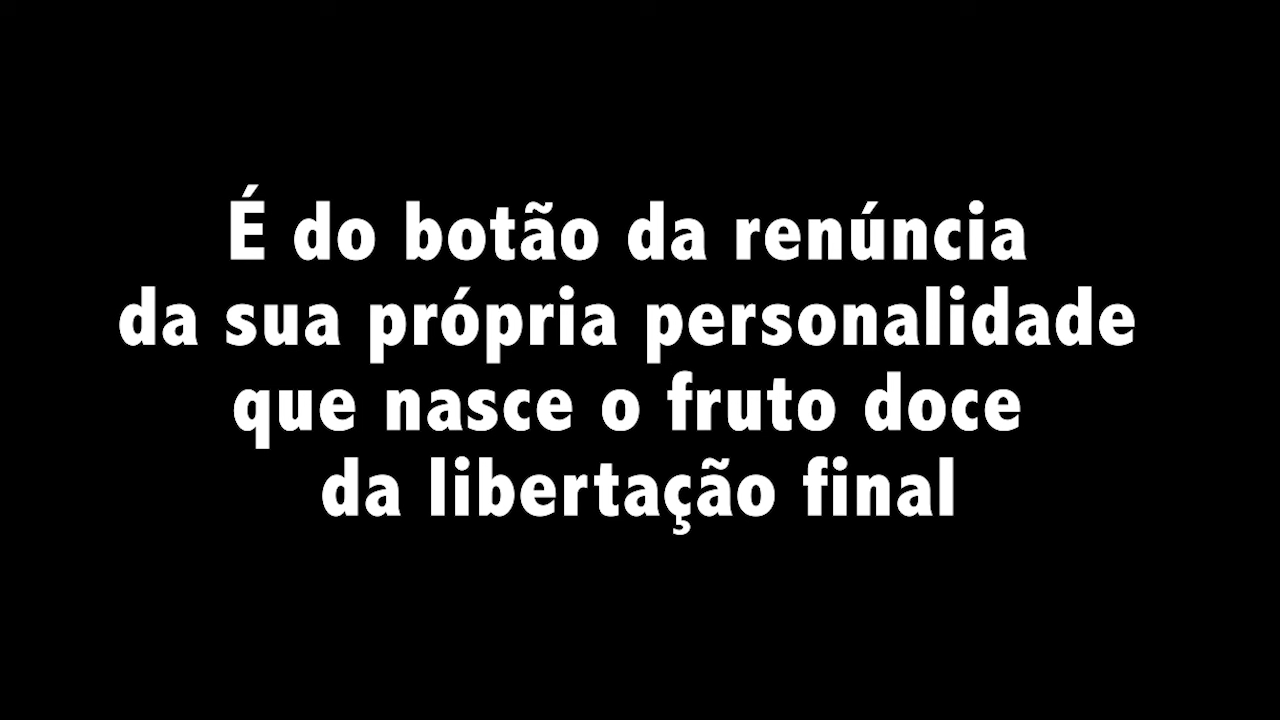 É do botão da renúncia
da sua própria personalidade
que nasce o fruto doce
da libertação final